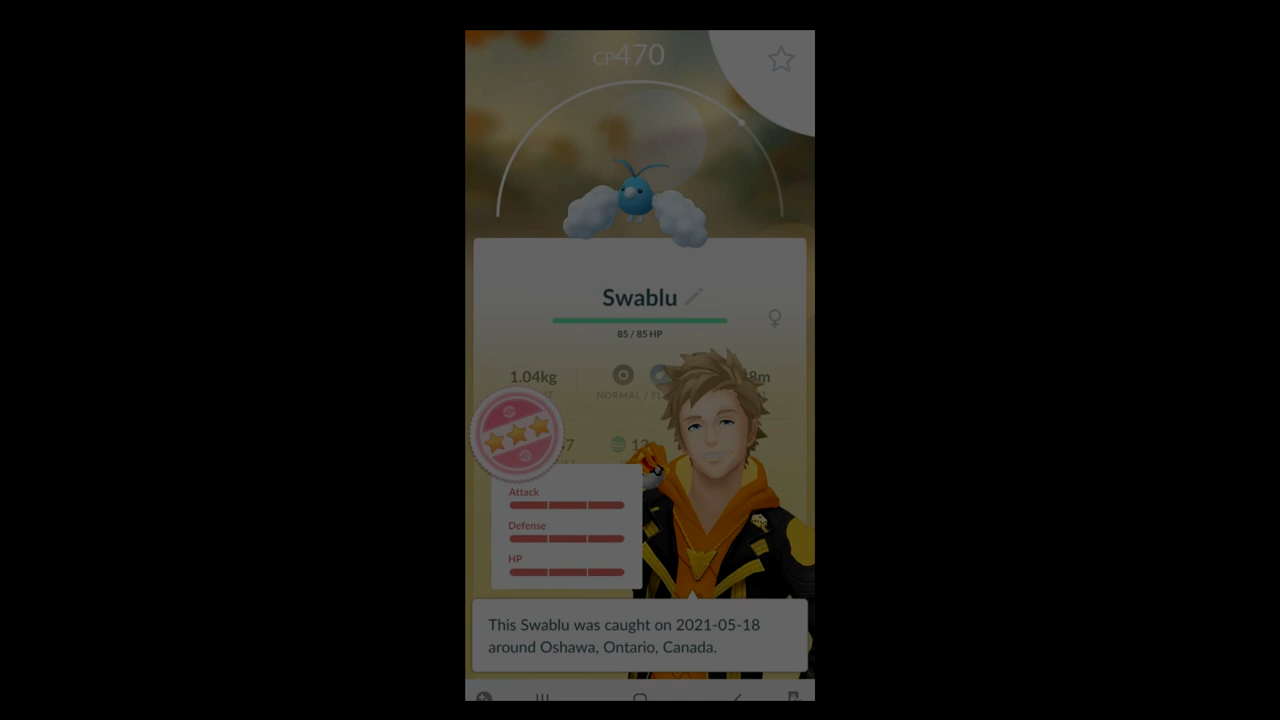 CP470
Swablu
85 / 85 HP
1.04kg
NORMAL /
Attack
Defense
HP
This Swablu was caught on 2021-05-18
around Oshawa, Ontario, Canada.